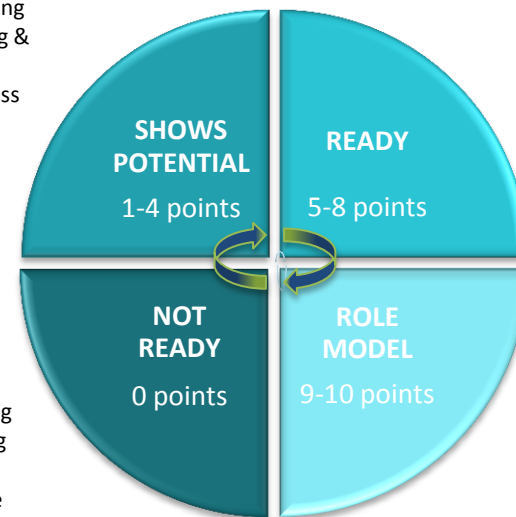 SHOWS
POTENTIAL
1-4 points
READY
5-8 points
NOT
READY
0 points
ROLE
MODEL
9-10 points